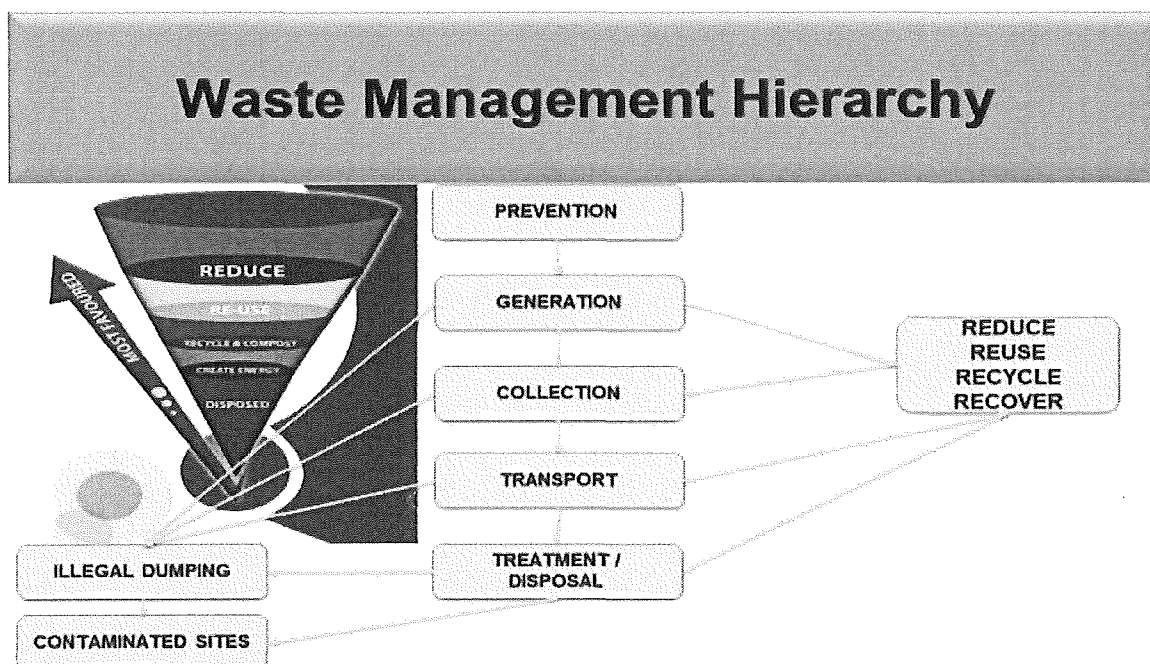 Waste Management Hierarchy
REDUCE
RE-USE
RECYCLE & COMPOST
CREATE ENERGY
DISPOSED
MOST FAVOURED
PREVENTION
GENERATION
COLLECTION
TRANSPORT
TREATMENT /
DISPOSAL
REDUCE
REUSE
RECYCLE
RECOVER
ILLEGAL DUMPING
CONTAMINATED SITES